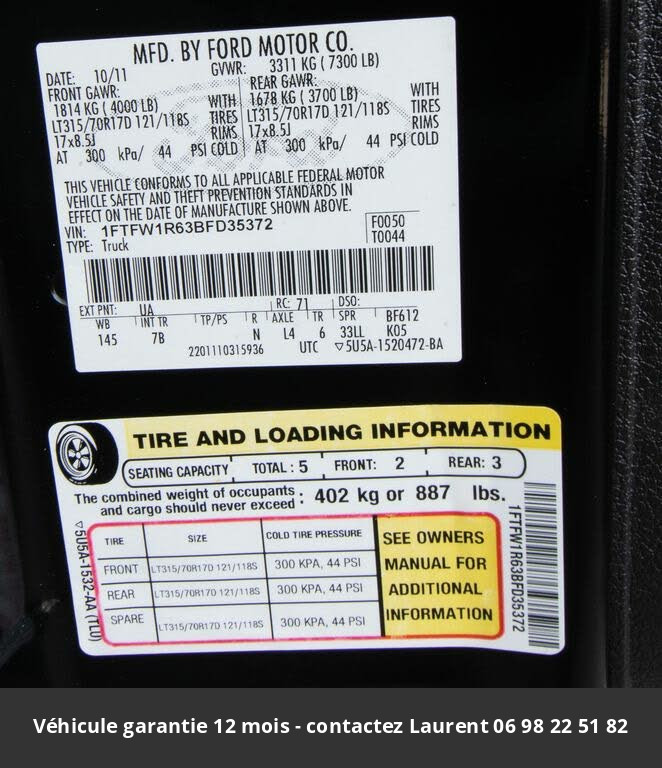 MFD. BY FORD MOTOR CO.
DATE: 10/11 GVWR: 3311 KG ( 7300 LB)
FRONT GAWR: REAR GAWR:
1814 KG ( 4000 LB) WITH 1678 KG ( 3700 LB) WITH
LT315/70R17D 121/118S TIRES LT315/70R17D 121/118S TIRES
17x8.5J RIMS 17x8.5J RIMS
AT 300 kPa/ 44 PSI COLD AT 300 kPa/ 44 PSI COLD
THIS VEHICLE CONFORMS TO ALL APPLICABLE FEDERAL MOTOR
VEHICLE SAFETY AND THEFT PREVENTION STANDARDS IN
EFFECT ON THE DATE OF MANUFACTURE SHOWN ABOVE.
VIN: 1FTFW1R63BFD35372 F0050
TYPE: Truck T0044
EXT PNT: UA RC: 71 DSO:
WB INT TR TP/PS R AXLE TR SPR BF612
145 7B N L4 6 33LL K05
2201110315936 UTC ▽5U5A-1520472-BA
TIRE AND LOADING INFORMATION
SEATING CAPACITY TOTAL : 5 FRONT: 2 REAR: 3
The combined weight of occupants
and cargo should never exceed : 402 kg or 887 lbs.
TIRE SIZE COLD TIRE PRESSURE
FRONT LT315/70R17D 121/118S 300 KPA, 44 PSI
REAR LT315/70R17D 121/118S 300 KPA, 44 PSI
SPARE LT315/70R17D 121/118S 300 KPA, 44 PSI
SEE OWNERS
MANUAL FOR
ADDITIONAL
INFORMATION
▽5U5A-1532-AA (TLU)
1FTFW1R63BFD35372
Véhicule garantie 12 mois - contactez Laurent 06 98 22 51 82